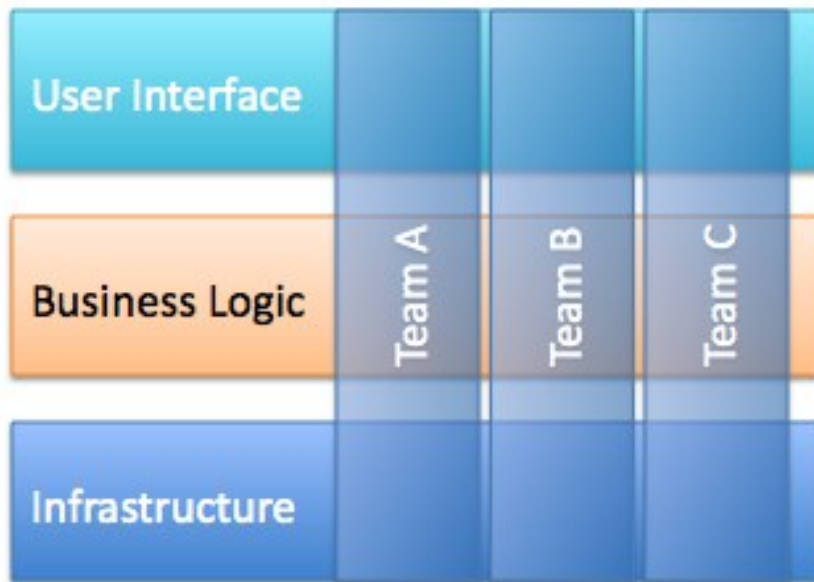 User Interface
Business Logic
Infrastructure
Team A
Team B
Team C